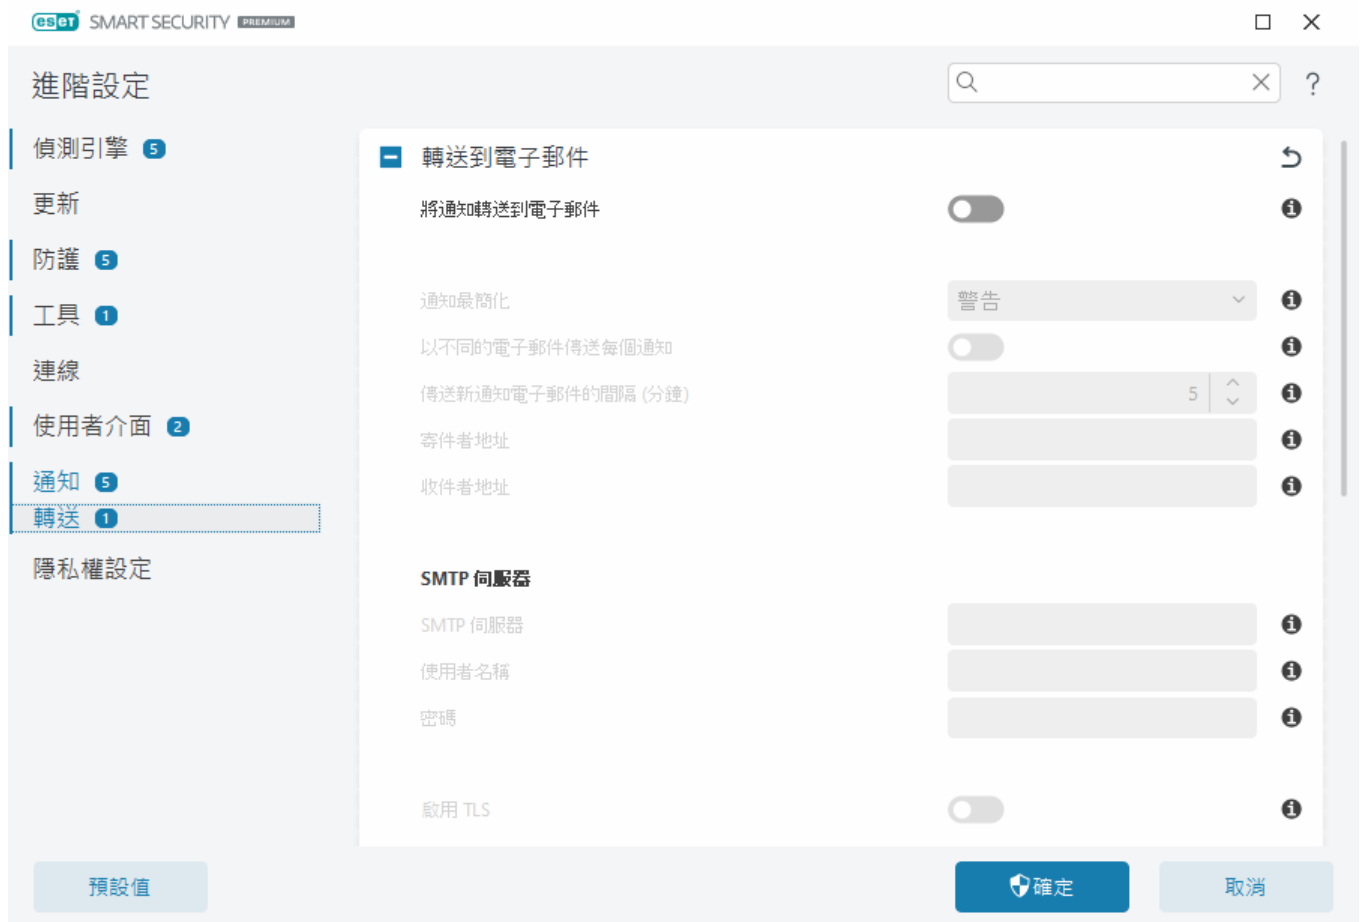 eset SMART SECURITY PREMIUM
進階設定
?
偵測引擎 5
更新
防護 5
工具 1
連線
使用者介面 2
通知 5
轉送 1
隱私權設定
轉送到電子郵件
將通知轉送到電子郵件
通知最簡化 警告
以不同的電子郵件傳送每個通知
傳送新通知電子郵件的間隔 (分鐘) 5
寄件者地址
收件者地址
SMTP 伺服器
SMTP 伺服器
使用者名稱
密碼
啟用 TLS
預設值 確定 取消